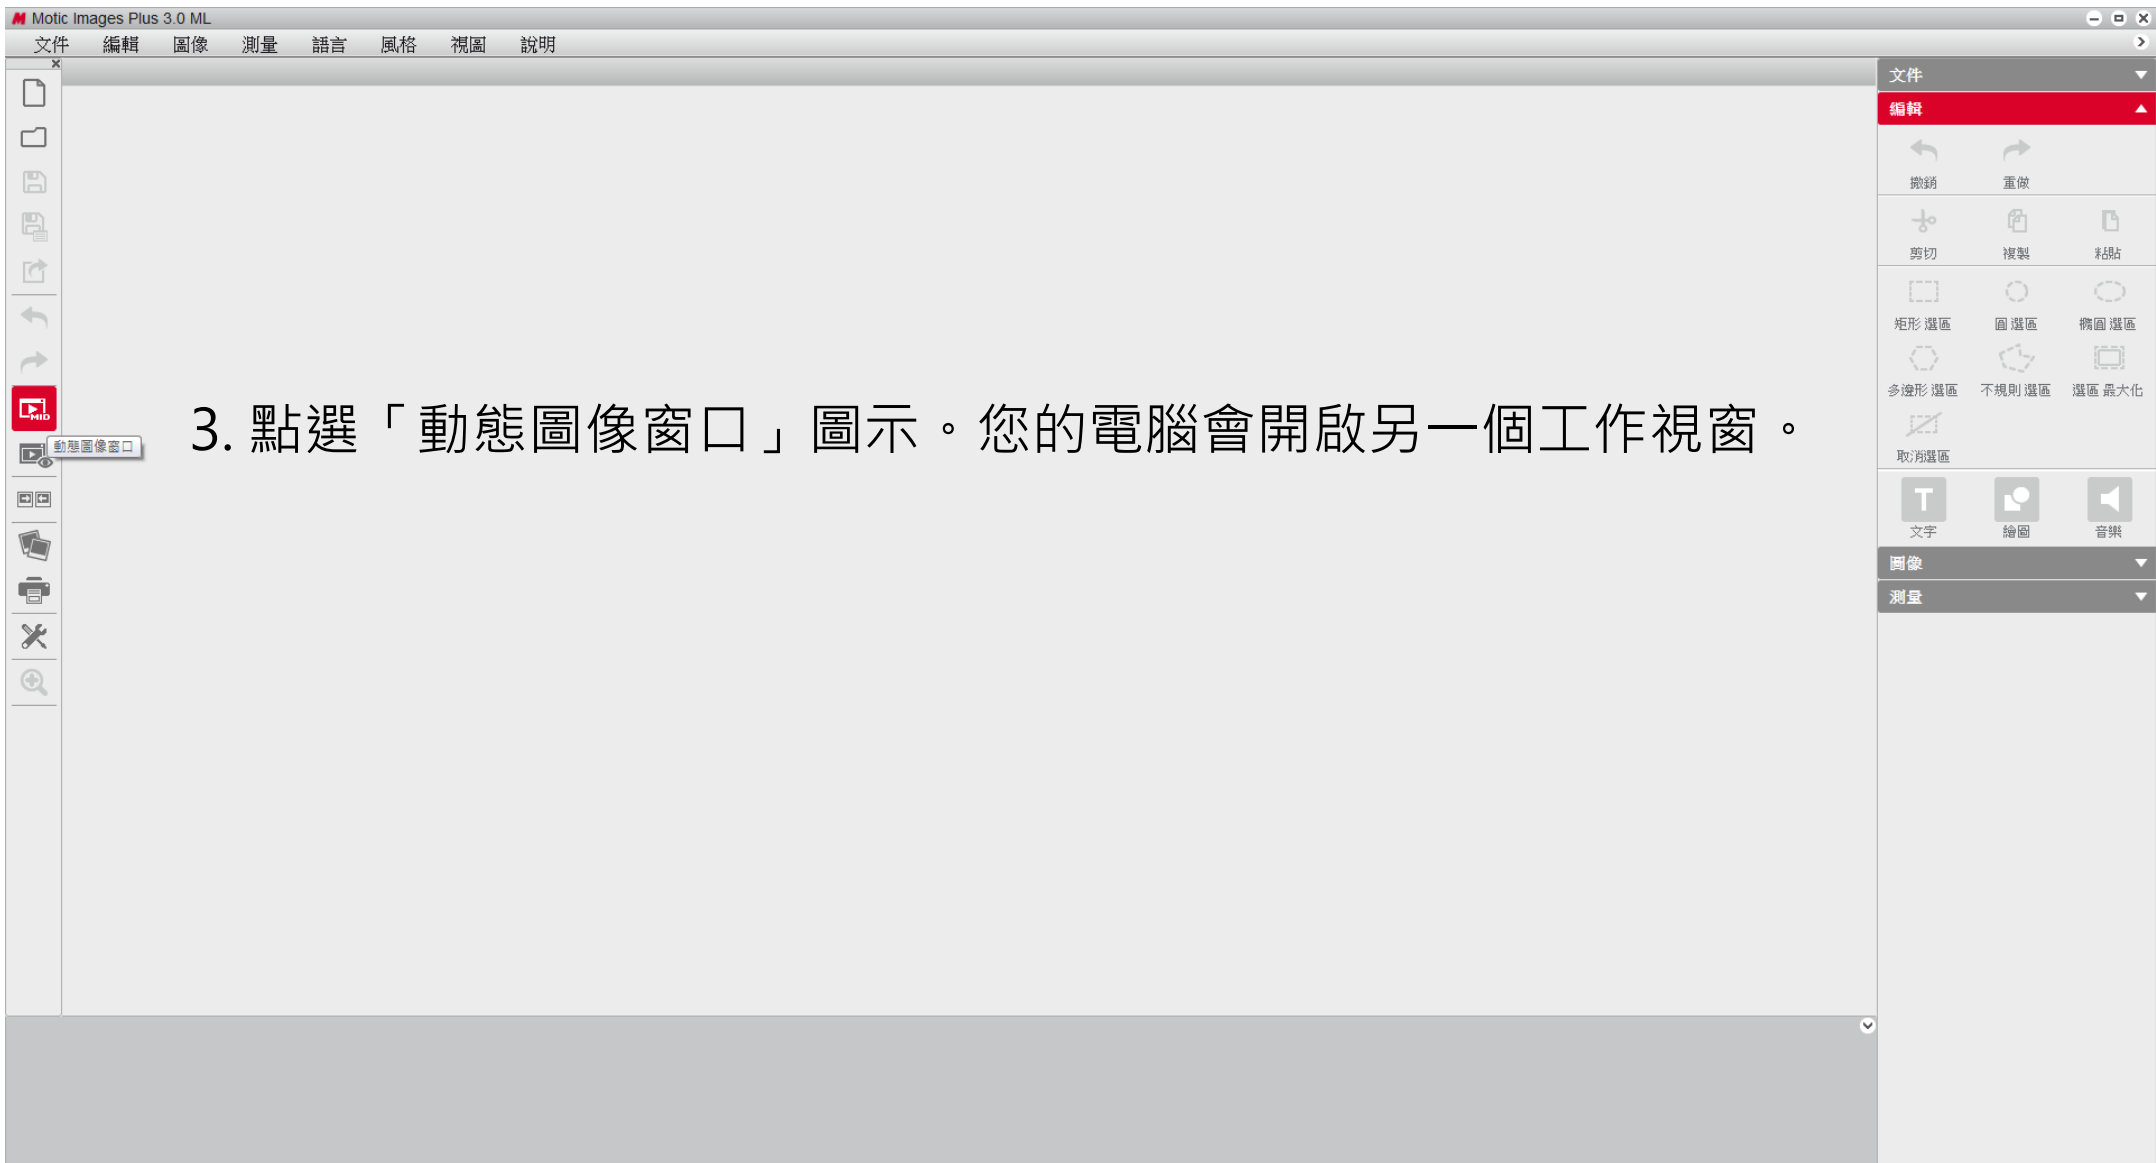 Motic Images Plus 3.0 ML
文件 編輯 圖像 測量 語言 風格 視圖 說明
文件
編輯
撤銷 重做
剪切 複製 粘貼
矩形 選區 圓 選區 橢圓 選區
多邊形 選區 不規則 選區 選區 最大化
取消選區
T
文字 繪圖 音樂
圖像
測量
MID
動態圖像窗口
3. 點選「動態圖像窗口」圖示。您的電腦會開啟另一個工作視窗。